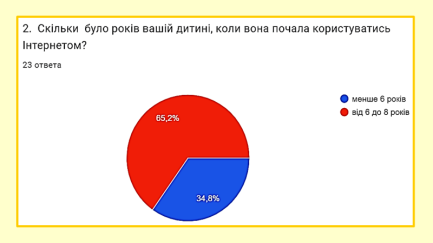 2. Скільки було років вашій дитині, коли вона почала користуватись
Інтернетом?
23 ответа
65,2%
34,8%
менше 6 років
від 6 до 8 років